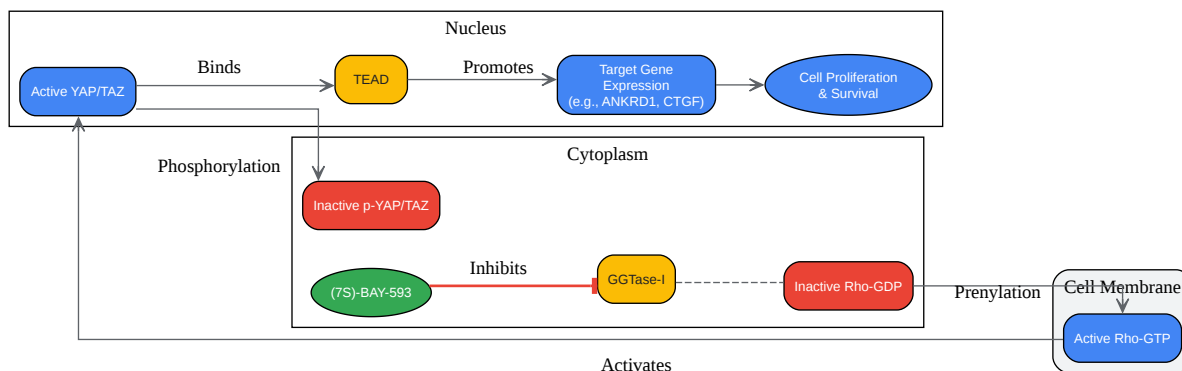 Nucleus
Active YAP/TAZ
Binds
TEAD
Promotes
Target Gene
Expression
(e.g., ANKRD1, CTGF)
Cell Proliferation
& Survival
Phosphorylation
Cytoplasm
Inactive p-YAP/TAZ
(7S)-BAY-593
Inhibits
GGTase-I
Inactive Rho-GDP
Prenylation
Cell Membrane
Active Rho-GTP
Activates